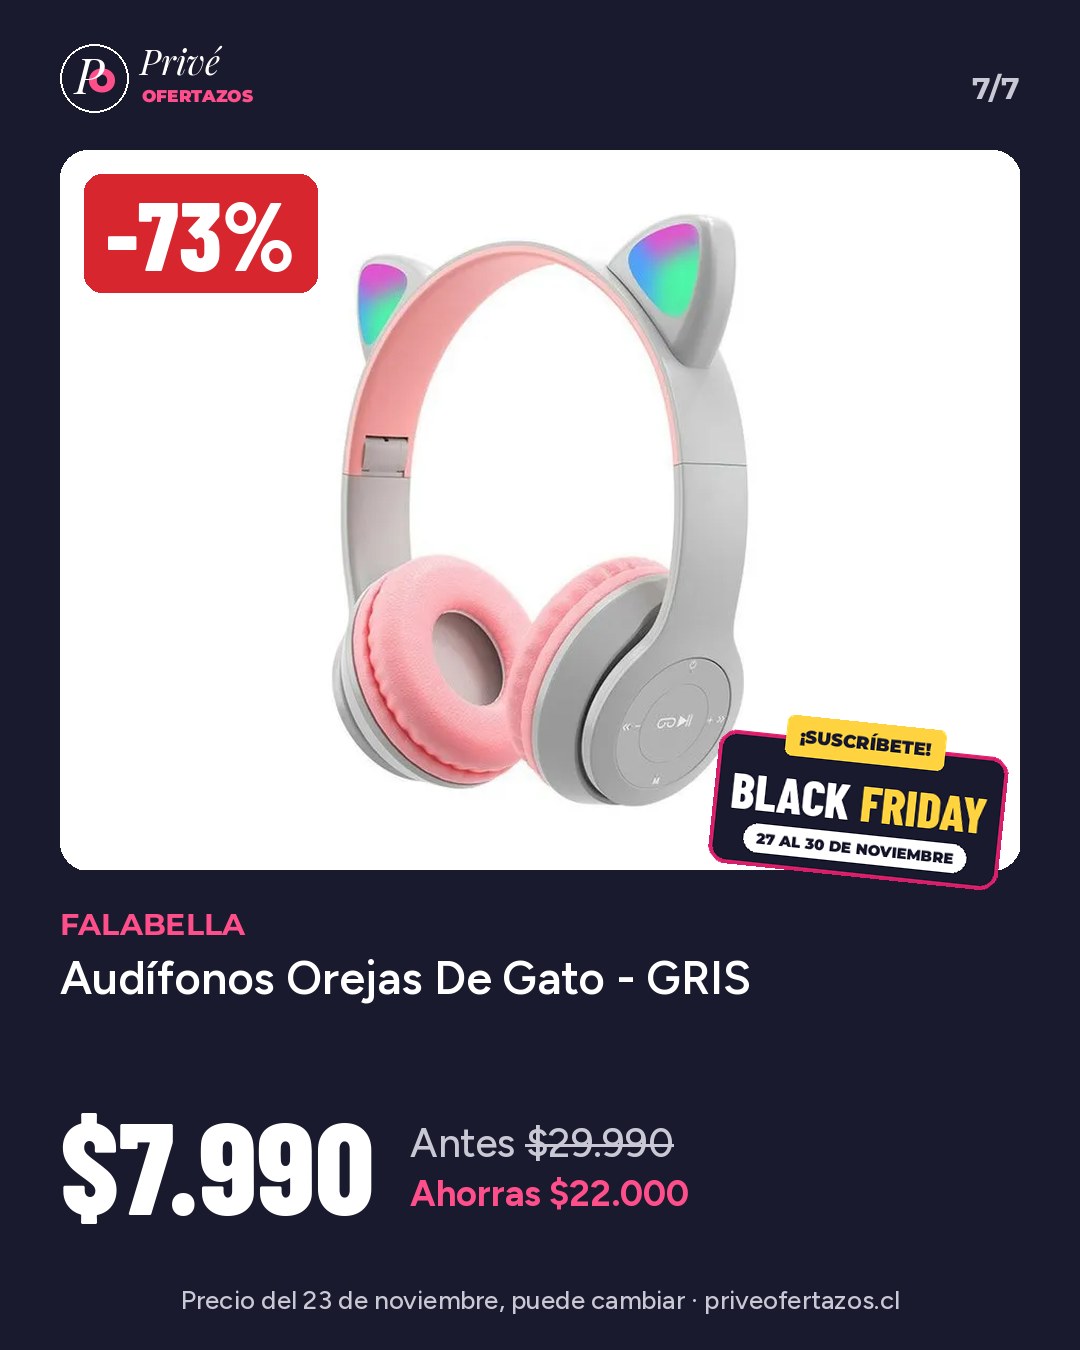 Privé
OFERTAZOS
7/7
-73%
¡SUSCRÍBETE!
BLACK FRIDAY
27 AL 30 DE NOVIEMBRE
FALABELLA
Audífonos Orejas De Gato - GRIS
$7.990
Antes $29.990
Ahorras $22.000
Precio del 23 de noviembre, puede cambiar · priveofertazos.cl